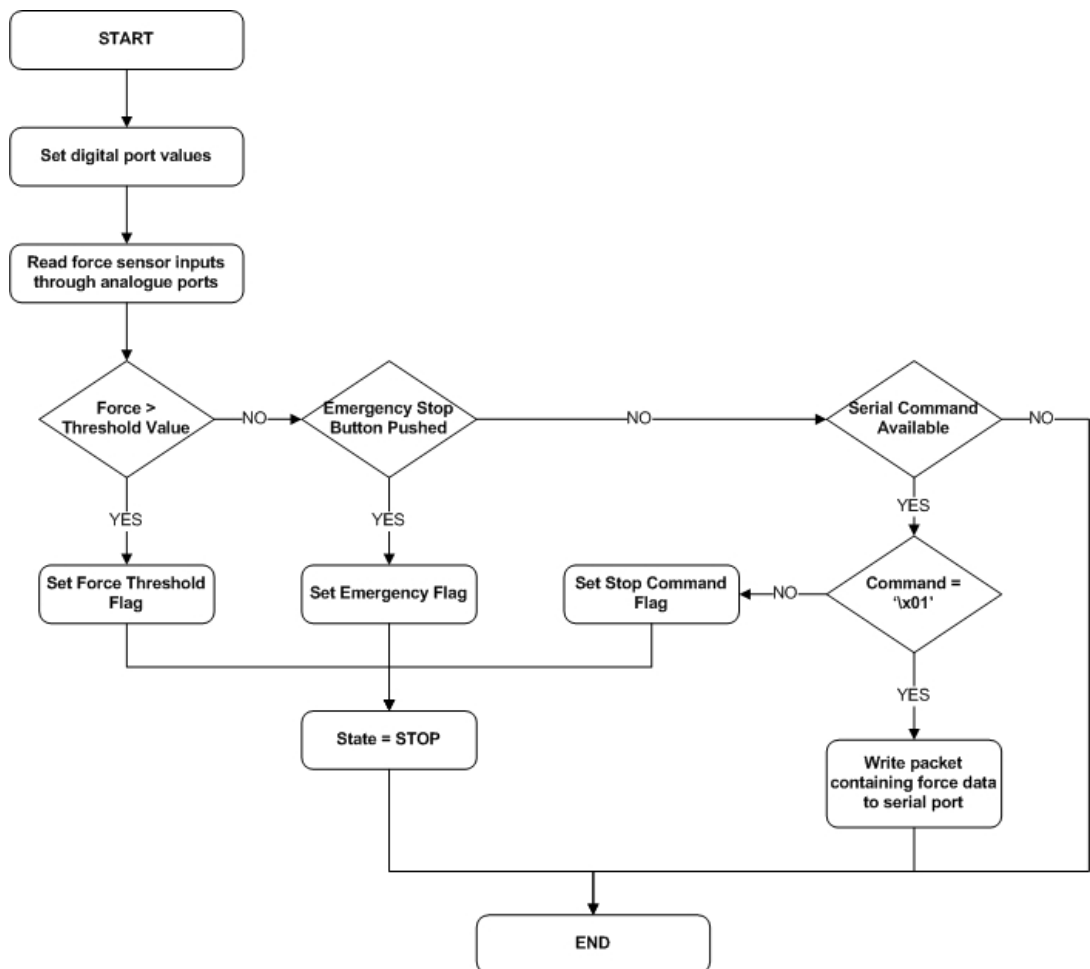 START
Set digital port values
Read force sensor inputs
through analogue ports
Force >
Threshold Value
NO
Emergency Stop
Button Pushed
NO
Serial Command
Available
NO
YES
YES
YES
Set Force Threshold
Flag
Set Emergency Flag
Set Stop Command
Flag
NO
Command =
‘\x01’
YES
State = STOP
Write packet
containing force data
to serial port
END